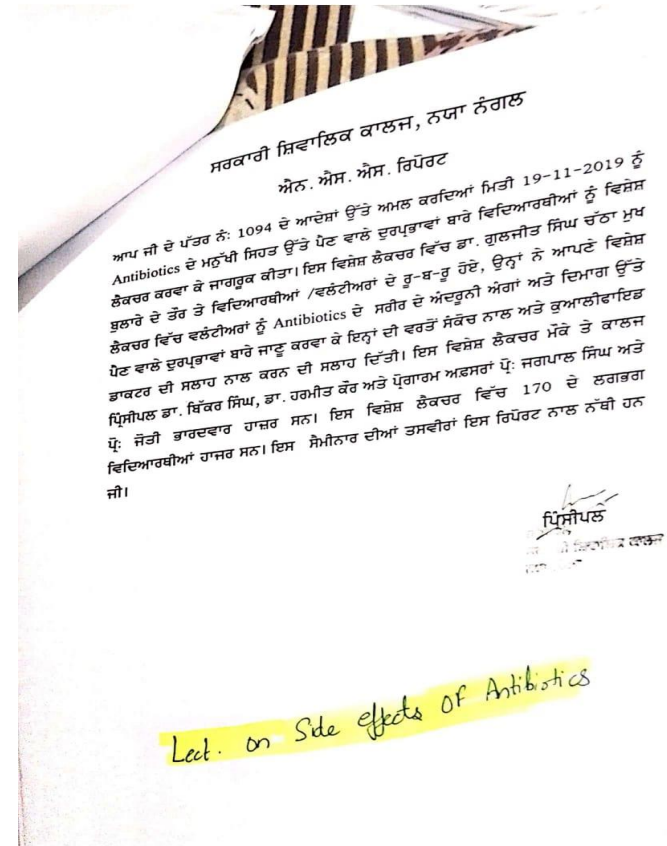 ਸਰਕਾਰੀ ਸ਼ਿਵਾਲਿਕ ਕਾਲਜ, ਨਯਾ ਨੰਗਲ
ਐਨ. ਐਸ. ਐਸ. ਰਿਪੋਰਟ
ਆਪ ਜੀ ਦੇ ਪੱਤਰ ਨੰ: 1094 ਦੇ ਆਦੇਸ਼ਾਂ ਉੱਤੇ ਅਮਲ ਕਰਦਿਆਂ ਮਿਤੀ 19-11-2019 ਨੂੰ
Antibiotics ਦੇ ਮਨੁੱਖੀ ਸਿਹਤ ਉੱਤੇ ਪੈਣ ਵਾਲੇ ਦੁਰਪ੍ਰਭਾਵਾਂ ਬਾਰੇ ਵਿਦਿਆਰਥੀਆਂ ਨੂੰ ਵਿਸ਼ੇਸ਼
ਲੈਕਚਰ ਕਰਵਾ ਕੇ ਜਾਗਰੂਕ ਕੀਤਾ। ਇਸ ਵਿਸ਼ੇਸ਼ ਲੈਕਚਰ ਵਿੱਚ ਡਾ. ਗੁਲਜੀਤ ਸਿੰਘ ਚੱਠਾ ਮੁਖ
ਬੁਲਾਰੇ ਦੇ ਤੌਰ ਤੇ ਵਿਦਿਆਰਥੀਆਂ /ਵਲੰਟੀਅਰਾਂ ਦੇ ਰੂ-ਬ-ਰੂ ਹੋਏ, ਉਨ੍ਹਾਂ ਨੇ ਆਪਣੇ ਵਿਸ਼ੇਸ਼
ਲੈਕਚਰ ਵਿੱਚ ਵਲੰਟੀਅਰਾਂ ਨੂੰ Antibiotics ਦੇ ਸਰੀਰ ਦੇ ਅੰਦਰੂਨੀ ਅੰਗਾਂ ਅਤੇ ਦਿਮਾਗ ਉੱਤੇ
ਪੈਣ ਵਾਲੇ ਦੁਰਪ੍ਰਭਾਵਾਂ ਬਾਰੇ ਜਾਣੂ ਕਰਵਾ ਕੇ ਇਨ੍ਹਾਂ ਦੀ ਵਰਤੋਂ ਸੰਕੋਚ ਨਾਲ ਅਤੇ ਕੁਆਲੀਫਾਇਡ
ਡਾਕਟਰ ਦੀ ਸਲਾਹ ਨਾਲ ਕਰਨ ਦੀ ਸਲਾਹ ਦਿੱਤੀ। ਇਸ ਵਿਸ਼ੇਸ਼ ਲੈਕਚਰ ਮੌਕੇ ਤੇ ਕਾਲਜ
ਪ੍ਰਿੰਸੀਪਲ ਡਾ. ਬਿੱਕਰ ਸਿੰਘ, ਡਾ. ਹਰਮੀਤ ਕੌਰ ਅਤੇ ਪ੍ਰੋਗਾਰਮ ਅਫ਼ਸਰਾਂ ਪ੍ਰੋ: ਜਗਪਾਲ ਸਿੰਘ ਅਤੇ
ਪ੍ਰੋ: ਜੋਤੀ ਭਾਰਦਵਾਰ ਹਾਜ਼ਰ ਸਨ। ਇਸ ਵਿਸ਼ੇਸ਼ ਲੈਕਚਰ ਵਿੱਚ 170 ਦੇ ਲਗਭਗ
ਵਿਦਿਆਰਥੀਆਂ ਹਾਜਰ ਸਨ। ਇਸ ਸੈਮੀਨਾਰ ਦੀਆਂ ਤਸਵੀਰਾਂ ਇਸ ਰਿਪੋਰਟ ਨਾਲ ਨੱਥੀ ਹਨ
ਜੀ।
ਪ੍ਰਿੰਸੀਪਲ
ਕਾਲਜ
Lect. on Side effects Of Antibiotics